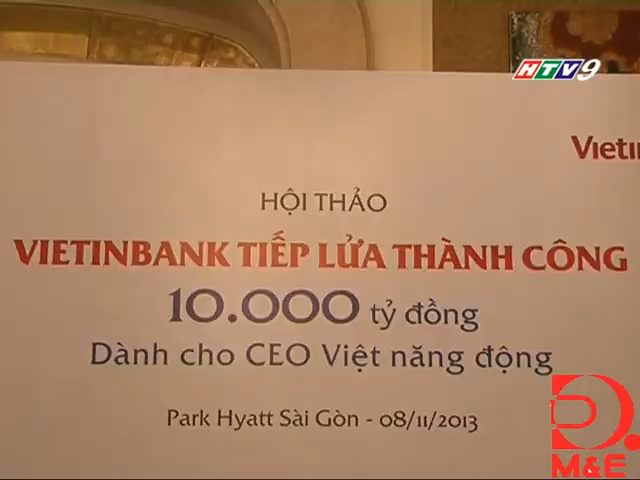 HTV9
Vietin
HỘI THẢO
VIETINBANK TIẾP LỬA THÀNH CÔNG
10.000 tỷ đồng
Dành cho CEO Việt năng động
Park Hyatt Sài Gòn - 08/11/2013
M&E